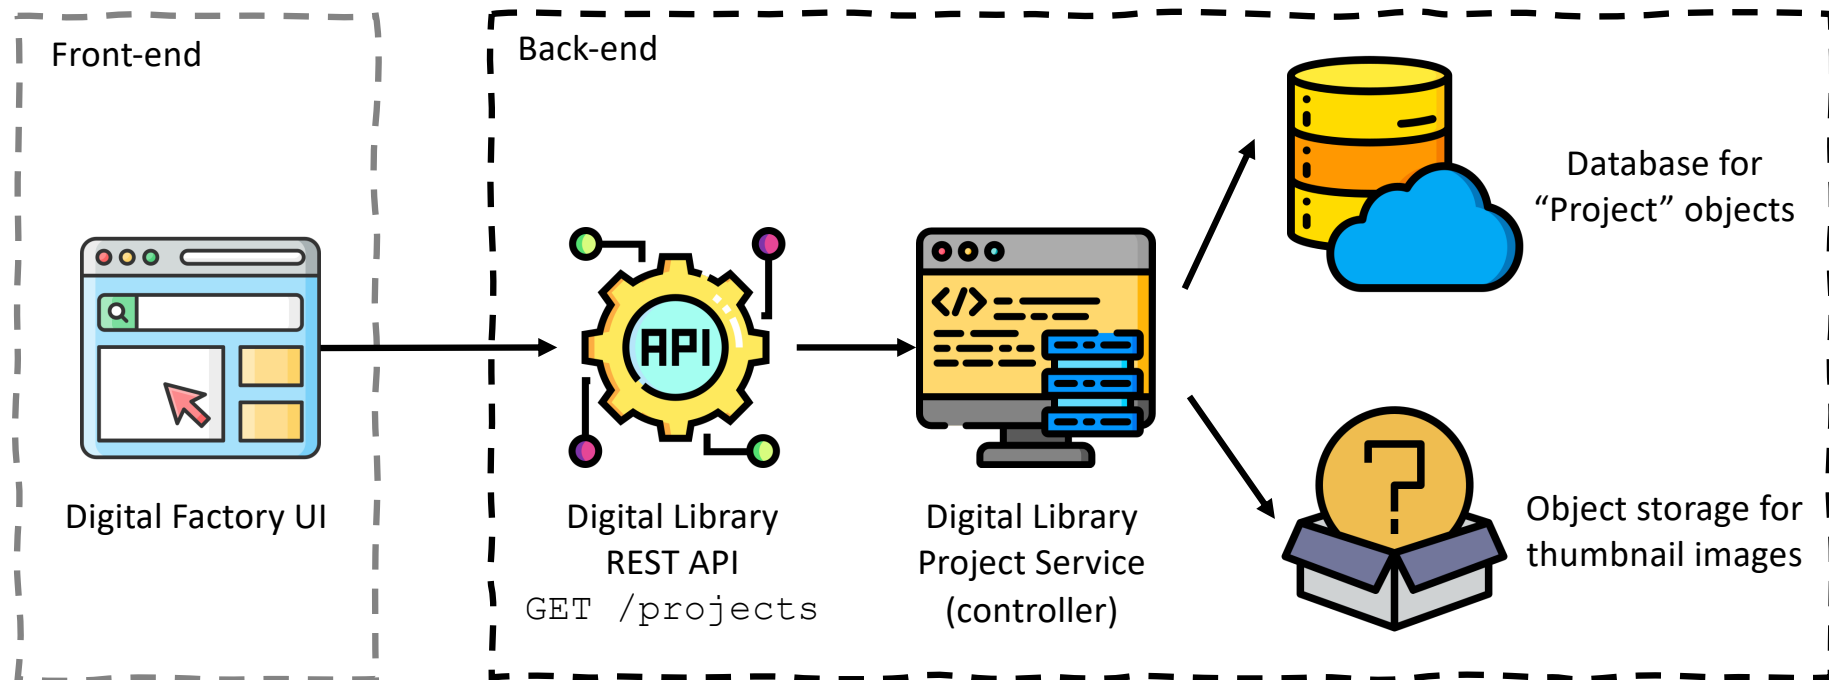 Front-end
Back-end
Database for
“Project” objects
API
Digital Factory UI
Digital Library
REST API
GET /projects
Digital Library
Project Service
(controller)
Object storage for
thumbnail images